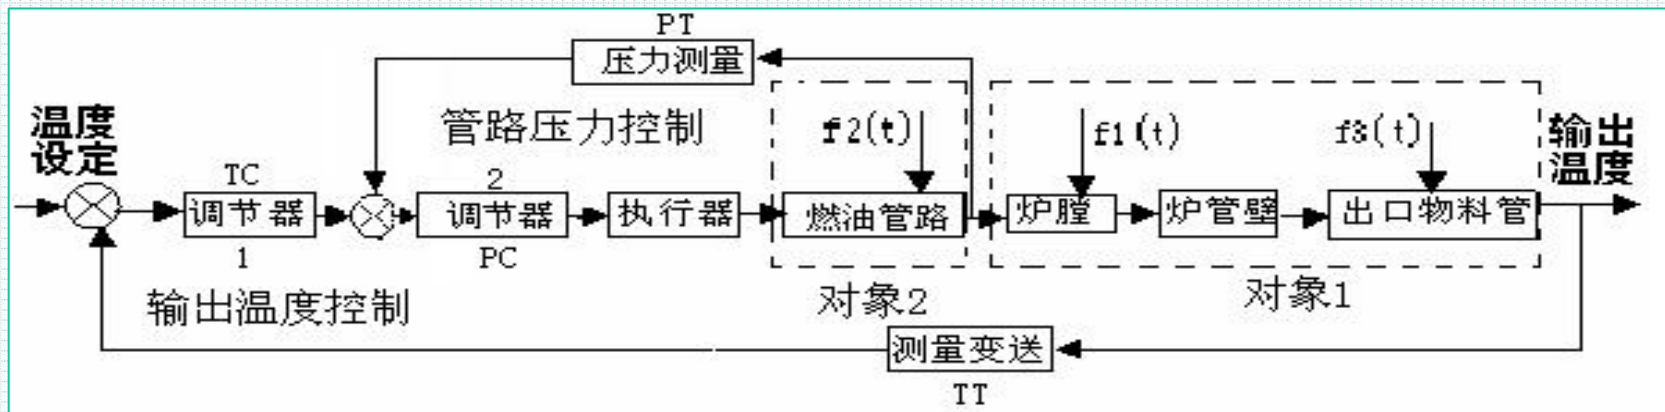 PT
压力测量
管路压力控制
f2(t)
f1(t)
f3(t)
温度
设定
输出
温度
TC
2
调节器
调节器
执行器
燃油管路
炉膛
炉管壁
出口物料管
1
PC
输出温度控制
对象2
对象1
测量变送
TT